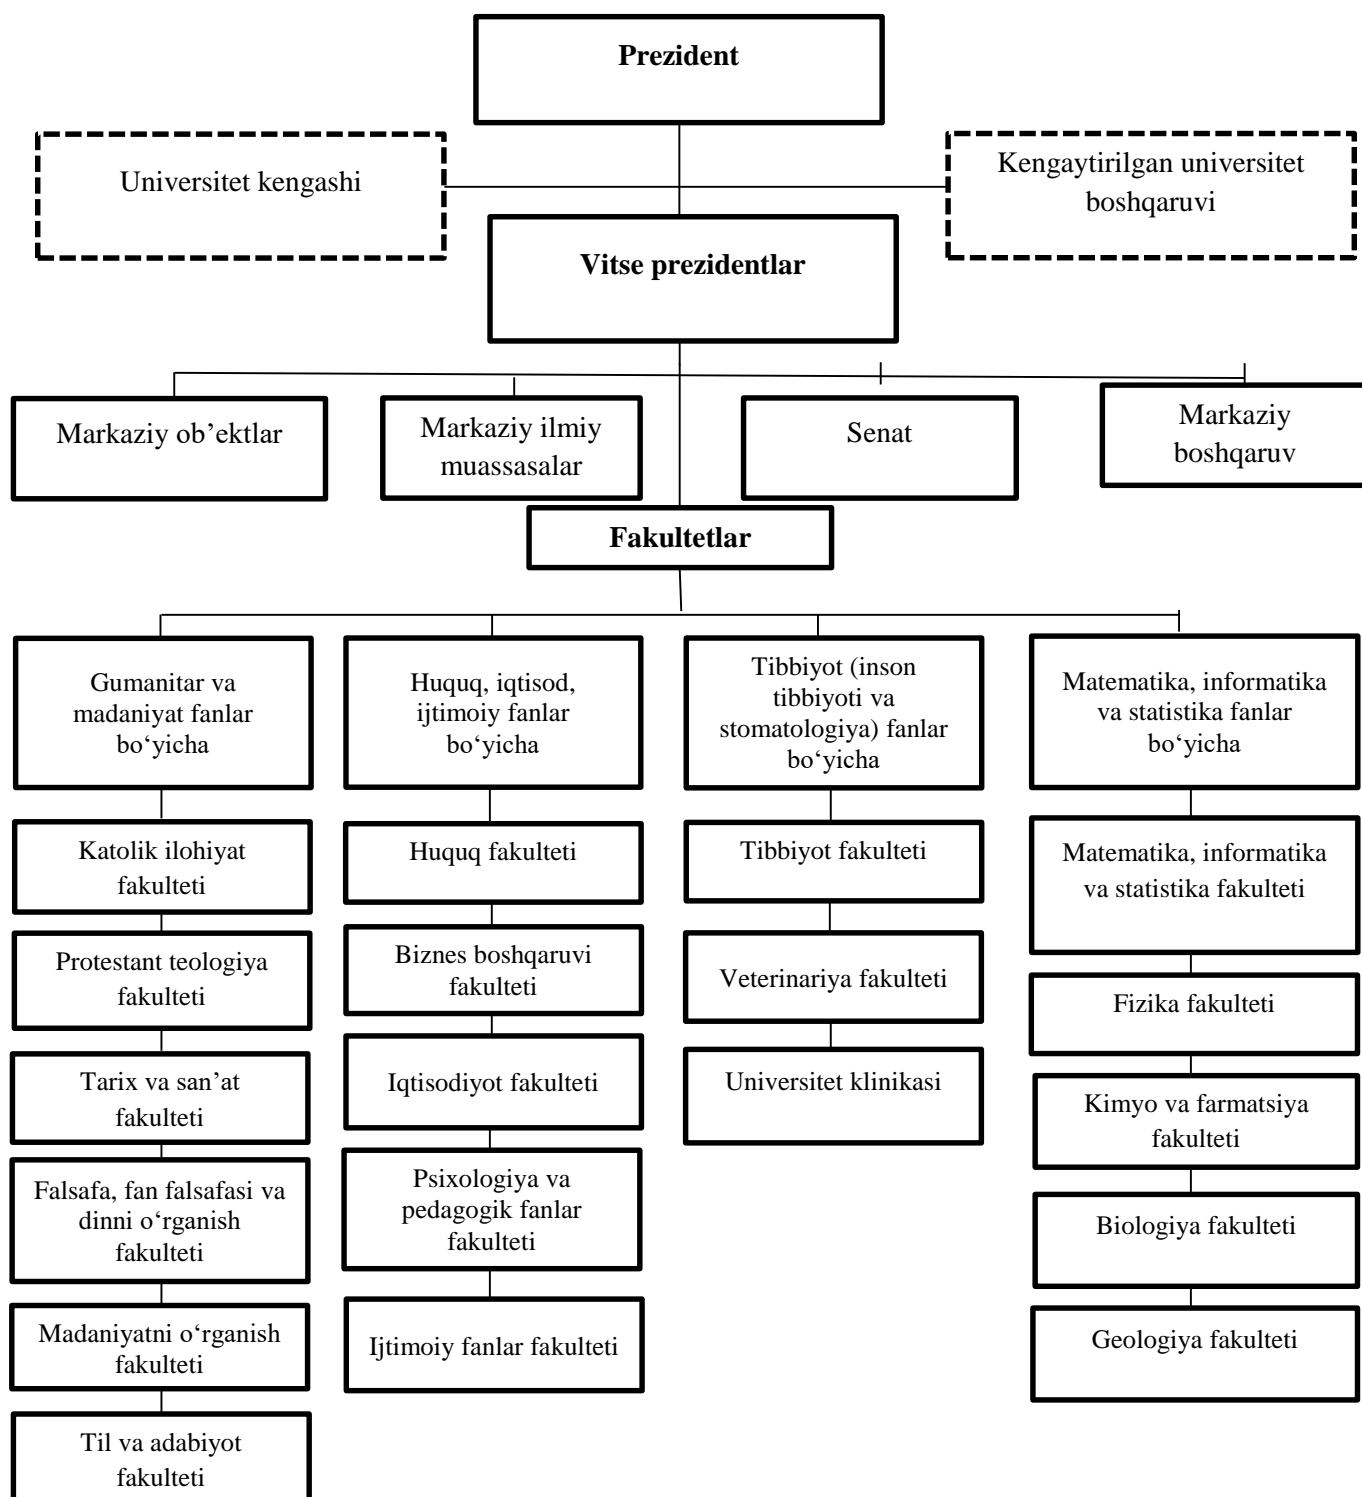 Prezident
Universitet kengashi
Kengaytirilgan universitet
boshqaruvi
Vitse prezidentlar
Markaziy ob’ektlar
Markaziy ilmiy
muassasalar
Senat
Markaziy
boshqaruv
Fakultetlar
Gumanitar va
madaniyat fanlar
bo‘yicha
Huquq, iqtisod,
ijtimoiy fanlar
bo‘yicha
Tibbiyot (inson
tibbiyoti va
stomatologiya) fanlar
bo‘yicha
Matematika, informatika
va statistika fanlar
bo‘yicha
Katolik ilohiyat
fakulteti
Huquq fakulteti
Tibbiyot fakulteti
Matematika, informatika
va statistika fakulteti
Protestant teologiya
fakulteti
Biznes boshqaruvi
fakulteti
Veterinariya fakulteti
Fizika fakulteti
Tarix va san’at
fakulteti
Iqtisodiyot fakulteti
Universitet klinikasi
Kimyo va farmatsiya
fakulteti
Falsafa, fan falsafasi va
dinni o‘rganish
fakulteti
Psixologiya va
pedagogik fanlar
fakulteti
Biologiya fakulteti
Madaniyatni o‘rganish
fakulteti
Ijtimoiy fanlar fakulteti
Geologiya fakulteti
Til va adabiyot
fakulteti